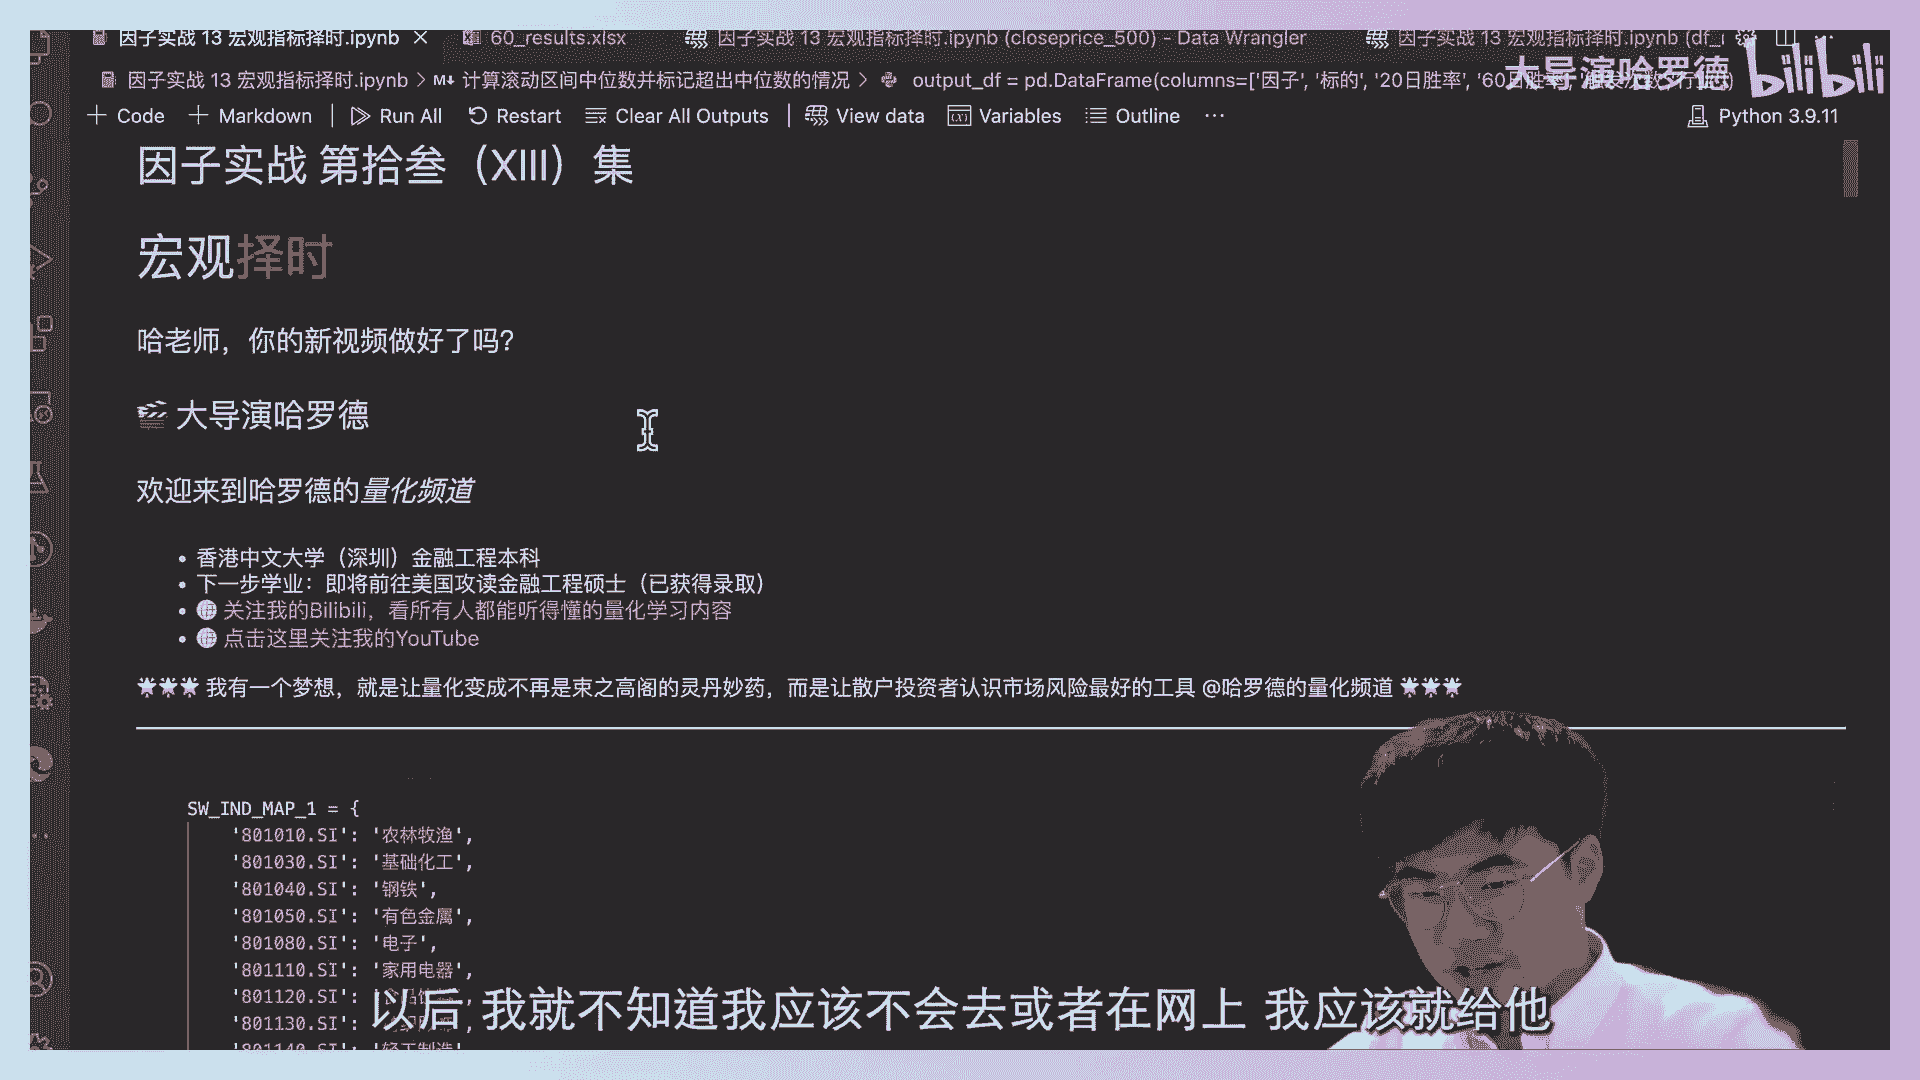 因子实战 13 宏观指标择时.ipynb
60_results.xlsx
因子实战 13 宏观指标择时.ipynb (closeprice_500) - Data Wrangler
因子实战 13 宏观指标择时.ipynb (df_
因子实战 13 宏观指标择时.ipynb > M↓ 计算滚动区间中位数并标记超出中位数的情况 > output_df = pd.DataFrame(columns=['因子', '标的', '20日胜率', '60日胜率',
大导演哈罗德 bilibili
+ Code + Markdown | Run All Restart Clear All Outputs | View data Variables Outline ··· Python 3.9.11
因子实战 第拾叁（XIII）集
宏观择时
哈老师，你的新视频做好了吗？
🎬 大导演哈罗德
欢迎来到哈罗德的量化频道
• 香港中文大学（深圳）金融工程本科
• 下一步学业：即将前往美国攻读金融工程硕士（已获得录取）
• 🌐 关注我的Bilibili，看所有人都能听得懂的量化学习内容
• 🌐 点击这里关注我的YouTube
🌟🌟🌟 我有一个梦想，就是让量化变成不再是束之高阁的灵丹妙药，而是让散户投资者认识市场风险最好的工具 @哈罗德的量化频道 🌟🌟🌟
SW_IND_MAP_1 = {
'801010.SI': '农林牧渔',
'801030.SI': '基础化工',
'801040.SI': '钢铁',
'801050.SI': '有色金属',
'801080.SI': '电子',
'801110.SI': '家用电器',
'801120.SI':
'801130.SI':
'801140.SI': '轻工制造',
以后 我就不知道我应该不会去或者在网上 我应该就给他